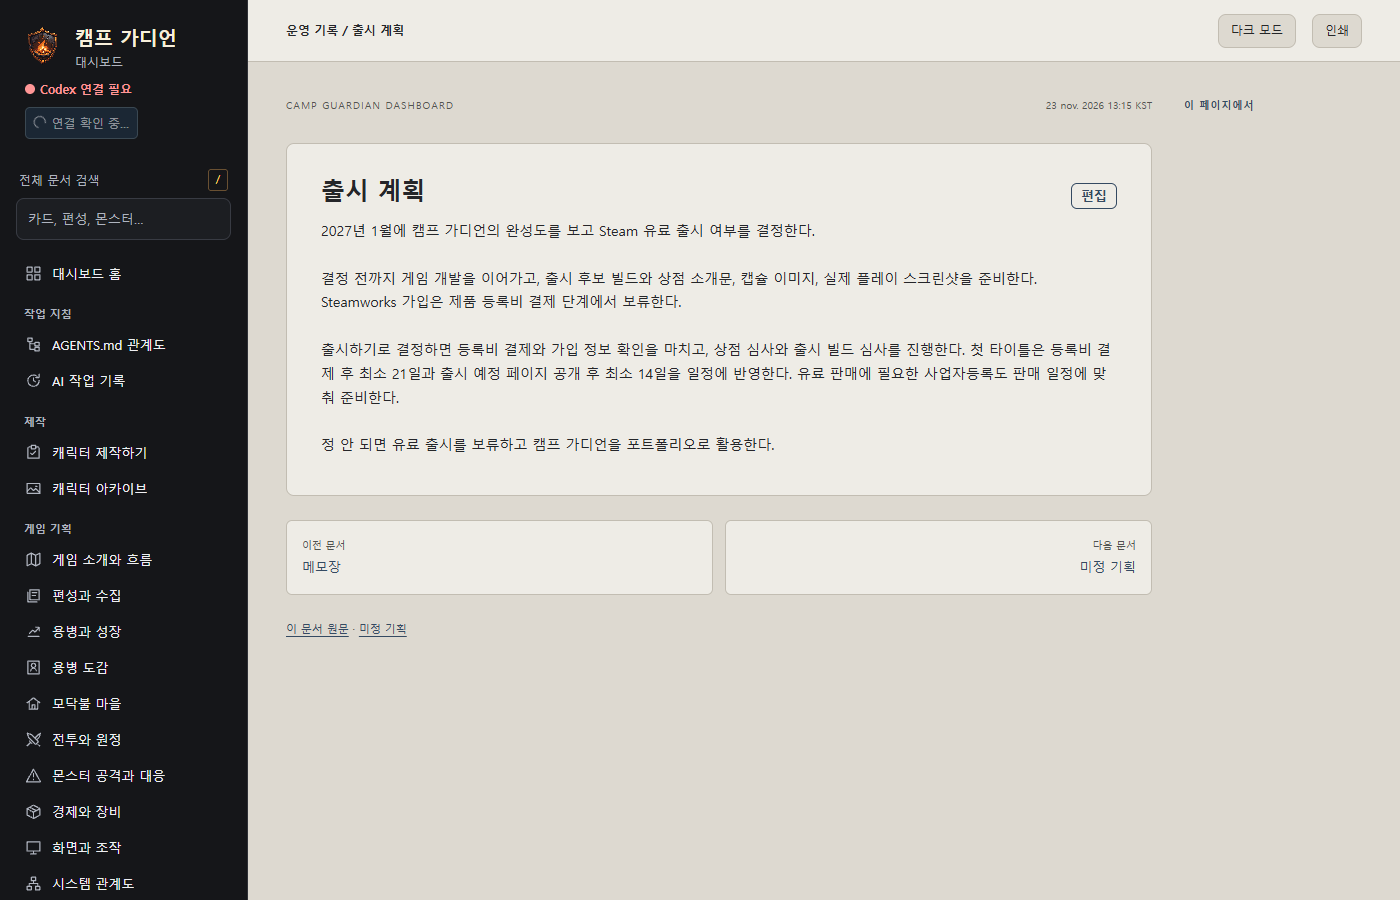 캠프 가디언
대시보드
Codex 연결 필요
연결 확인 중...
전체 문서 검색
/
카드, 편성, 몬스터...
대시보드 홈
작업 지침
AGENTS.md 관계도
AI 작업 기록
제작
캐릭터 제작하기
캐릭터 아카이브
게임 기획
게임 소개와 흐름
편성과 수집
용병과 성장
용병 도감
모닥불 마을
전투와 원정
몬스터 공격과 대응
경제와 장비
화면과 조작
시스템 관계도
운영 기록 / 출시 계획
다크 모드
인쇄
CAMP GUARDIAN DASHBOARD
23 nov. 2026 13:15 KST
이 페이지에서
출시 계획
편집
2027년 1월에 캠프 가디언의 완성도를 보고 Steam 유료 출시 여부를 결정한다.
결정 전까지 게임 개발을 이어가고, 출시 후보 빌드와 상점 소개문, 캡슐 이미지, 실제 플레이 스크린샷을 준비한다.
Steamworks 가입은 제품 등록비 결제 단계에서 보류한다.
출시하기로 결정하면 등록비 결제와 가입 정보 확인을 마치고, 상점 심사와 출시 빌드 심사를 진행한다. 첫 타이틀은 등록비 결
제 후 최소 21일과 출시 예정 페이지 공개 후 최소 14일을 일정에 반영한다. 유료 판매에 필요한 사업자등록도 판매 일정에 맞
춰 준비한다.
정 안 되면 유료 출시를 보류하고 캠프 가디언을 포트폴리오로 활용한다.
이전 문서
메모장
다음 문서
미정 기획
이 문서 원문 · 미정 기획